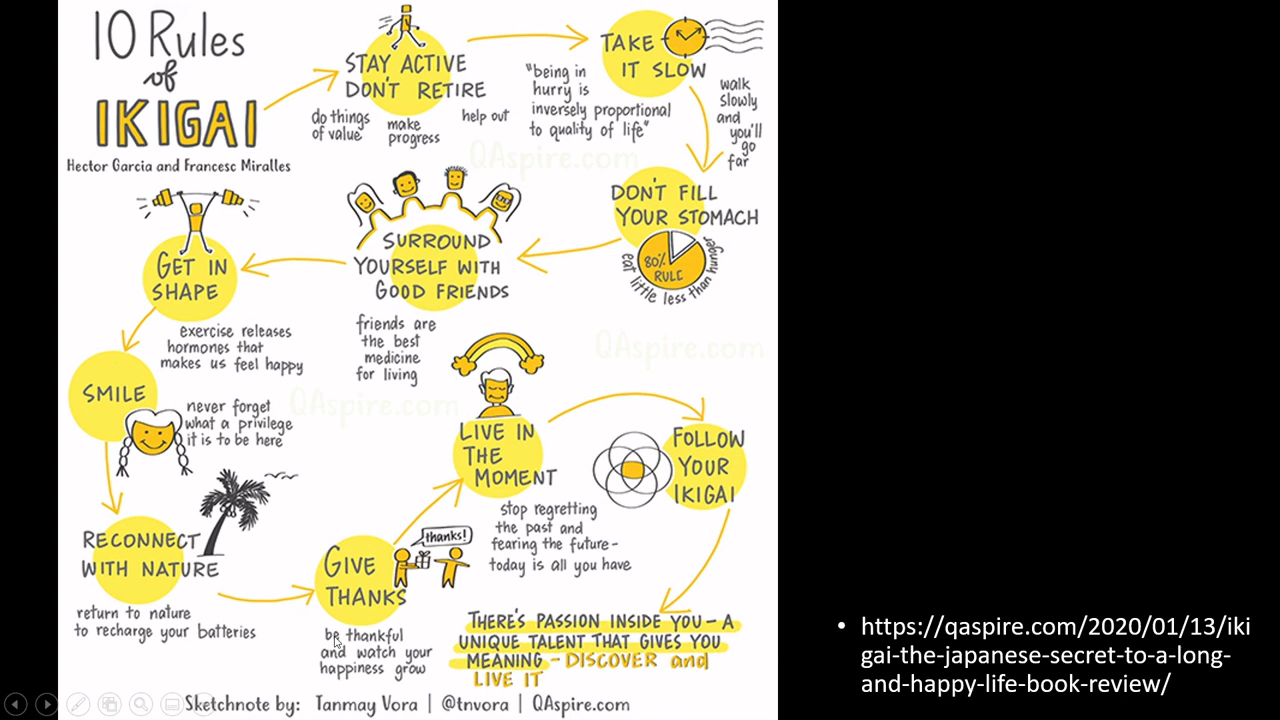 10 Rules
of
IKIGAI
Hector Garcia and Francesc Miralles
STAY ACTIVE
DON'T RETIRE
do things
of value
make
progress
help out
TAKE
IT SLOW
"being in
hurry is
inversely proportional
to quality of life"
walk
slowly
and
you'll
go
far
QAspire.com
DON'T FILL
YOUR STOMACH
80%
RULE
eat little less than hunger
SURROUND
YOURSELF WITH
GOOD FRIENDS
friends are
the best
medicine
for living
GET IN
SHAPE
exercise releases
hormones that
makes us feel happy
QAspire.com
QAspire.com
SMILE
never forget
what a privilege
it is to be here
RECONNECT
WITH NATURE
return to nature
to recharge your batteries
GIVE
THANKS
thanks!
be thankful
and watch your
happiness grow
LIVE IN
THE
MOMENT
stop regretting
the past and
fearing the future-
today is all you have
FOLLOW
YOUR
IKIGAI
THERE'S PASSION INSIDE YOU - A
UNIQUE TALENT THAT GIVES YOU
MEANING - DISCOVER and
LIVE IT
Sketchnote by: Tanmay Vora | @tnvora | QAspire.com
• https://qaspire.com/2020/01/13/iki
gai-the-japanese-secret-to-a-long-
and-happy-life-book-review/